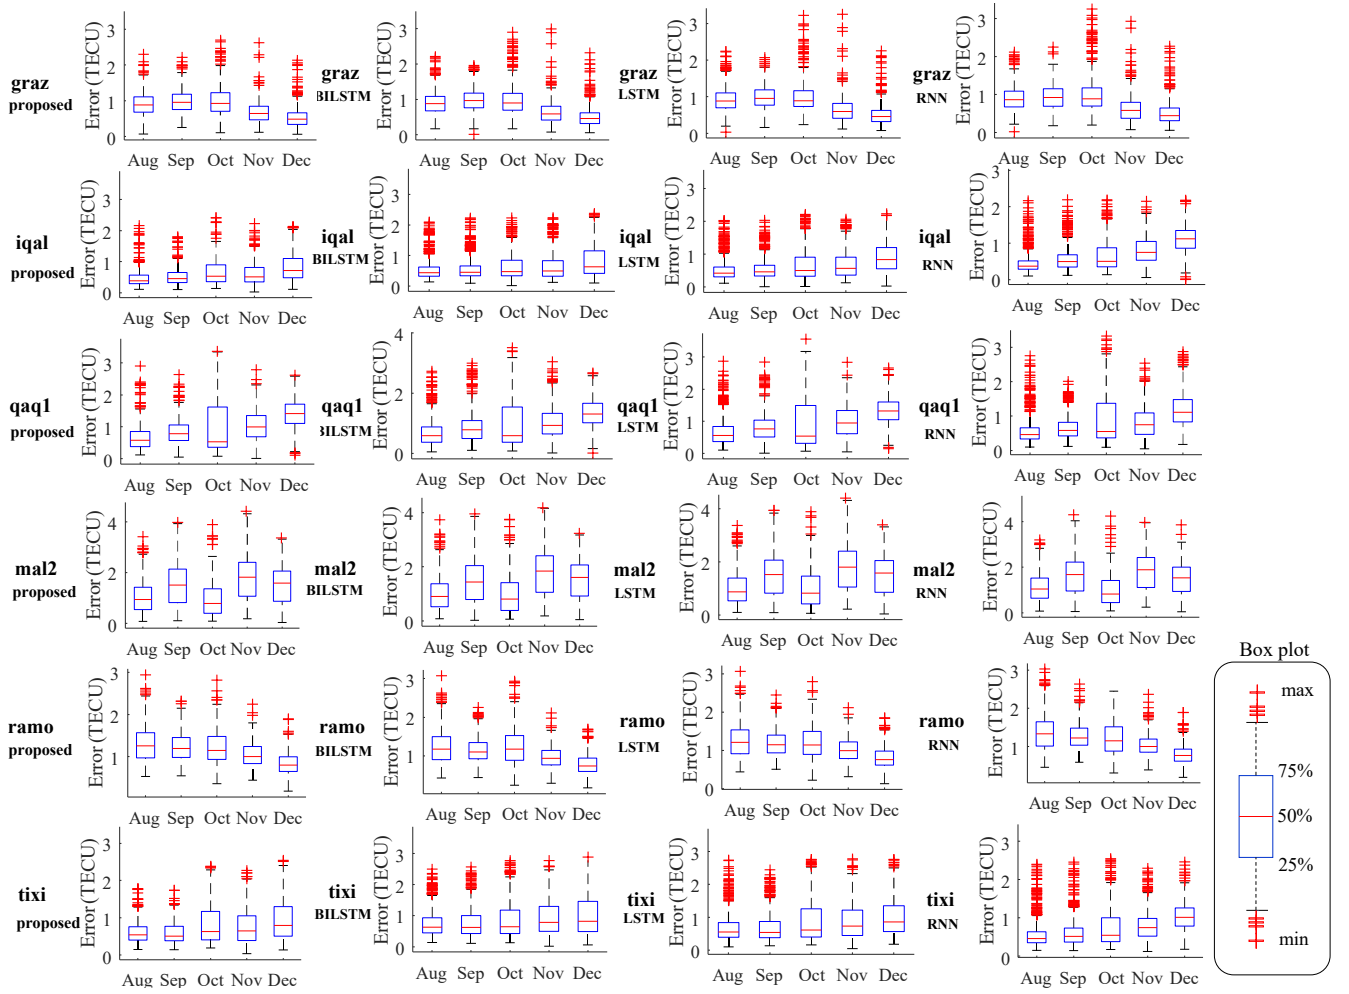 graz
proposed
Error (TECU)
3
2
1
0
Aug Sep Oct Nov Dec
graz
BILSTM
Error (TECU)
3
2
1
0
Aug Sep Oct Nov Dec
graz
LSTM
Error (TECU)
3
2
1
0
Aug Sep Oct Nov Dec
graz
RNN
Error (TECU)
3
2
1
0
Aug Sep Oct Nov Dec
iqal
proposed
Error (TECU)
3
2
1
0
Aug Sep Oct Nov Dec
iqal
BILSTM
Error (TECU)
3
2
1
0
Aug Sep Oct Nov Dec
iqal
LSTM
Error (TECU)
3
2
1
0
Aug Sep Oct Nov Dec
iqal
RNN
Error (TECU)
3
2
1
0
Aug Sep Oct Nov Dec
qaq1
proposed
Error (TECU)
3
2
1
0
Aug Sep Oct Nov Dec
qaq1
BILSTM
Error (TECU)
4
2
0
Aug Sep Oct Nov Dec
qaq1
LSTM
Error (TECU)
3
2
1
0
Aug Sep Oct Nov Dec
qaq1
RNN
Error (TECU)
3
2
1
0
Aug Sep Oct Nov Dec
mal2
proposed
Error (TECU)
4
2
0
Aug Sep Oct Nov Dec
mal2
BILSTM
Error (TECU)
4
2
0
Aug Sep Oct Nov Dec
mal2
LSTM
Error (TECU)
4
2
0
Aug Sep Oct Nov Dec
mal2
RNN
Error (TECU)
4
2
0
Aug Sep Oct Nov Dec
ramo
proposed
Error (TECU)
3
2
1
Aug Sep Oct Nov Dec
ramo
BILSTM
Error (TECU)
3
2
1
0
Aug Sep Oct Nov Dec
ramo
LSTM
Error (TECU)
3
2
1
0
Aug Sep Oct Nov Dec
ramo
RNN
Error (TECU)
3
2
1
0
Aug Sep Oct Nov Dec
tixi
proposed
Error (TECU)
3
2
1
0
Aug Sep Oct Nov Dec
tixi
BILSTM
Error (TECU)
3
2
1
0
Aug Sep Oct Nov Dec
tixi
LSTM
Error (TECU)
3
2
1
0
Aug Sep Oct Nov Dec
tixi
RNN
Error (TECU)
3
2
1
0
Aug Sep Oct Nov Dec
Box plot
max
75%
50%
25%
min